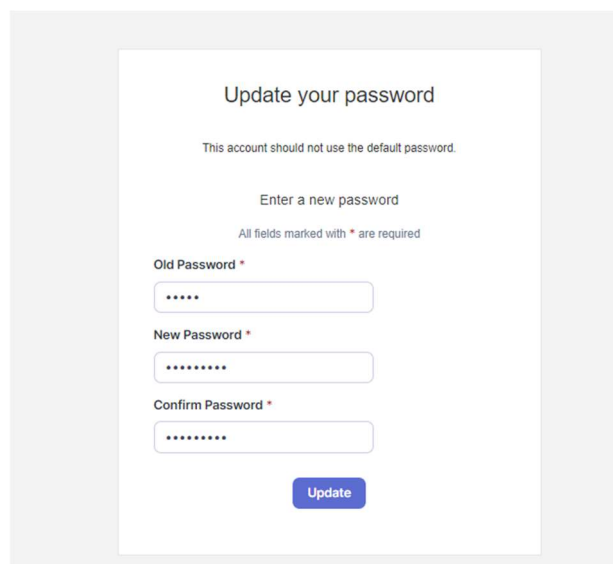 Update your password
This account should not use the default password.
Enter a new password
All fields marked with * are required
Old Password *
•••••
New Password *
•••••••••
Confirm Password *
•••••••••
Update